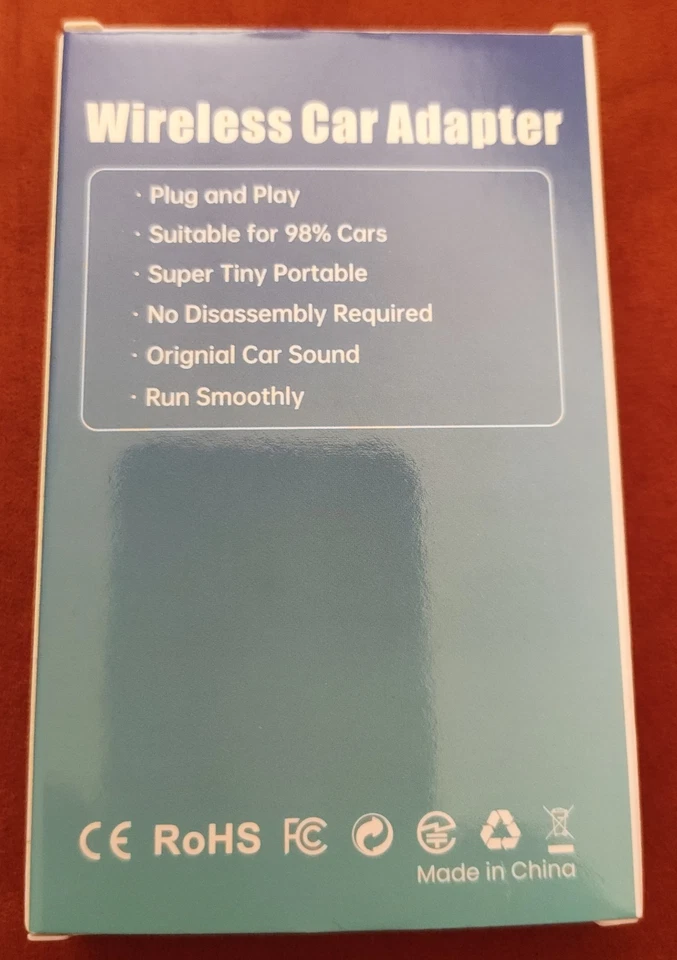 Wireless Car Adapter
· Plug and Play
· Suitable for 98% Cars
· Super Tiny Portable
· No Disassembly Required
· Orignial Car Sound
· Run Smoothly
CE RoHS FC
Made in China